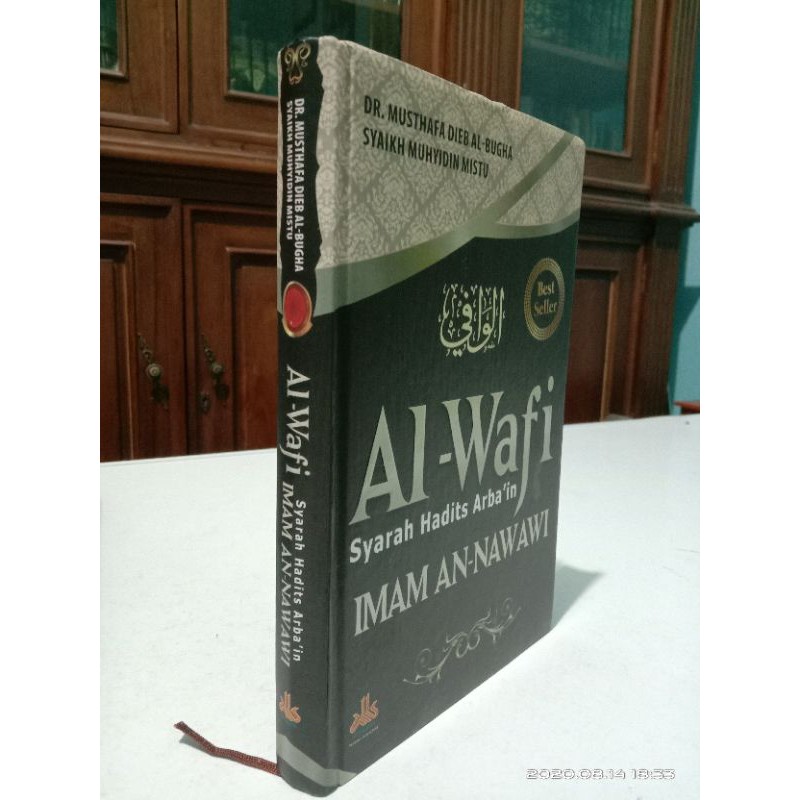 DR. MUSTHAFA DIEB AL-BUGHA
SYAIKH MUHYIDIN MISTU
الوافي
Best
Seller
Al-Wafi
Syarah Hadits Arba'in
IMAM AN-NAWAWI
DR. MUSTHAFA DIEB AL-BUGHA
SYAIKH MUHYIDIN MISTU
Al-Wafi
Syarah Hadits Arba'in
IMAM AN-NAWAWI
2020.08.14 18:33